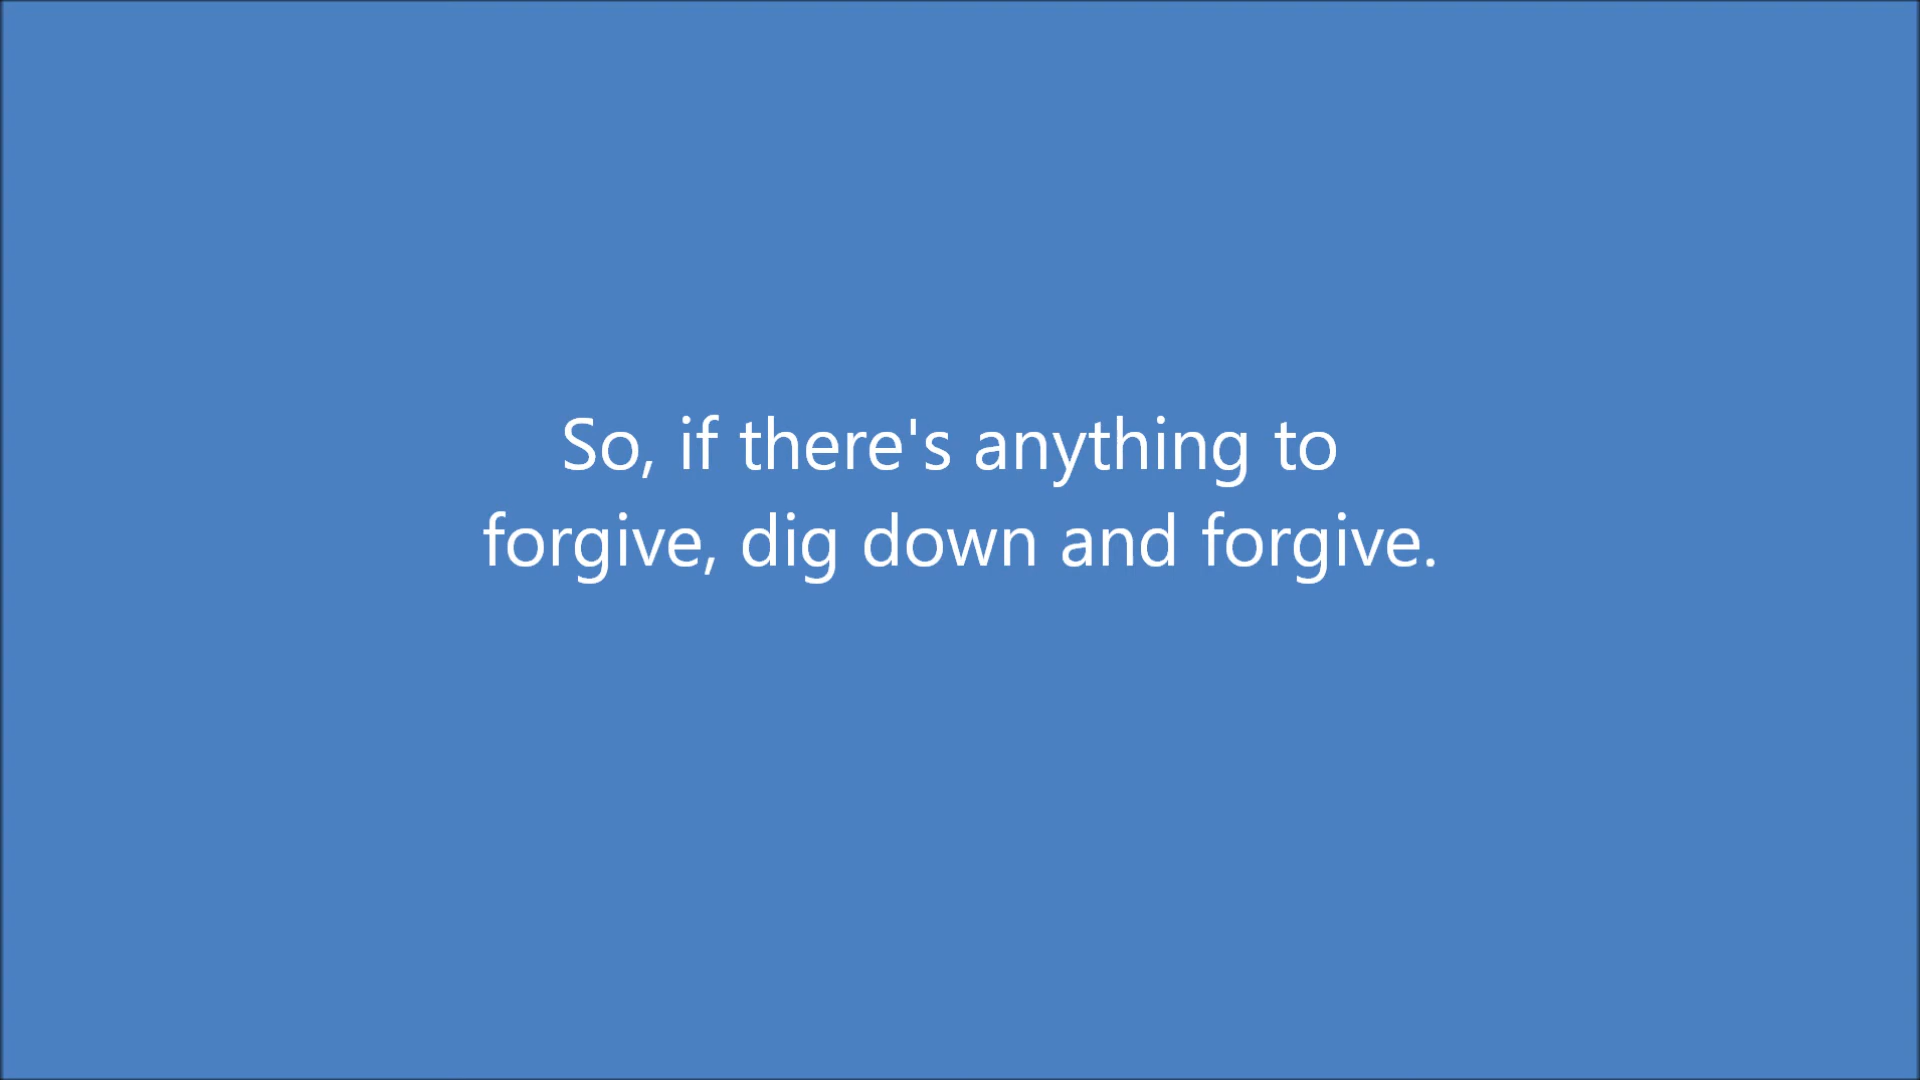 So, if there's anything to
forgive, dig down and forgive.